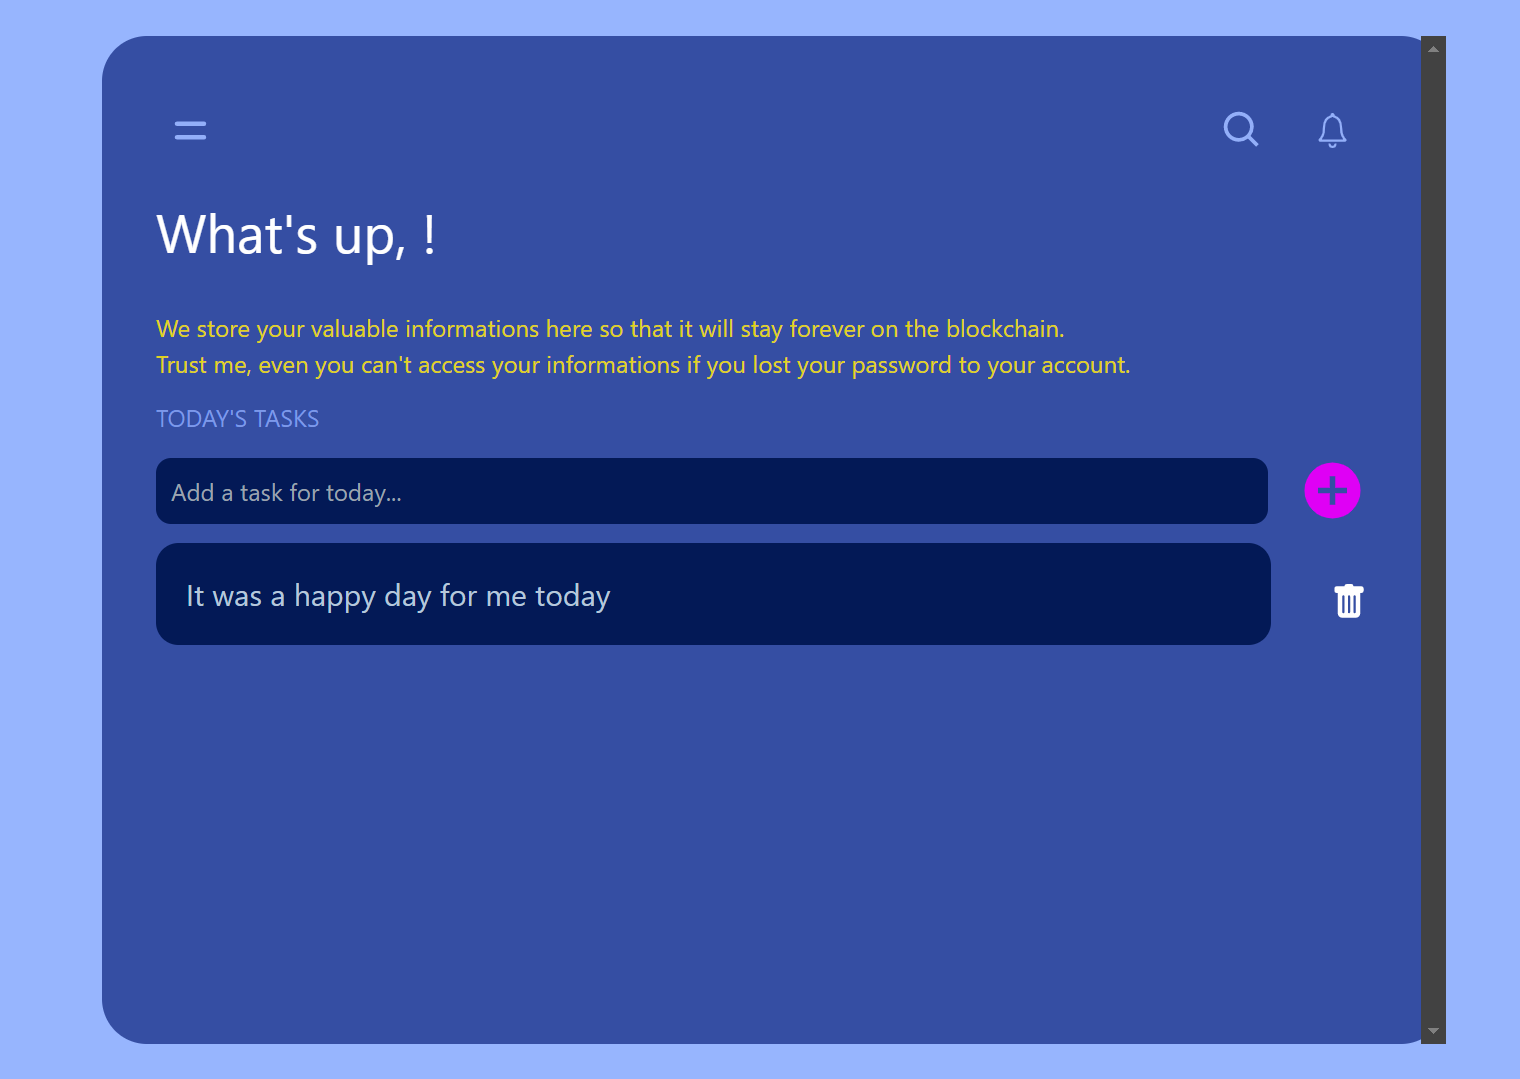 What's up, !
We store your valuable informations here so that it will stay forever on the blockchain.
Trust me, even you can't access your informations if you lost your password to your account.
TODAY'S TASKS
Add a task for today...
It was a happy day for me today